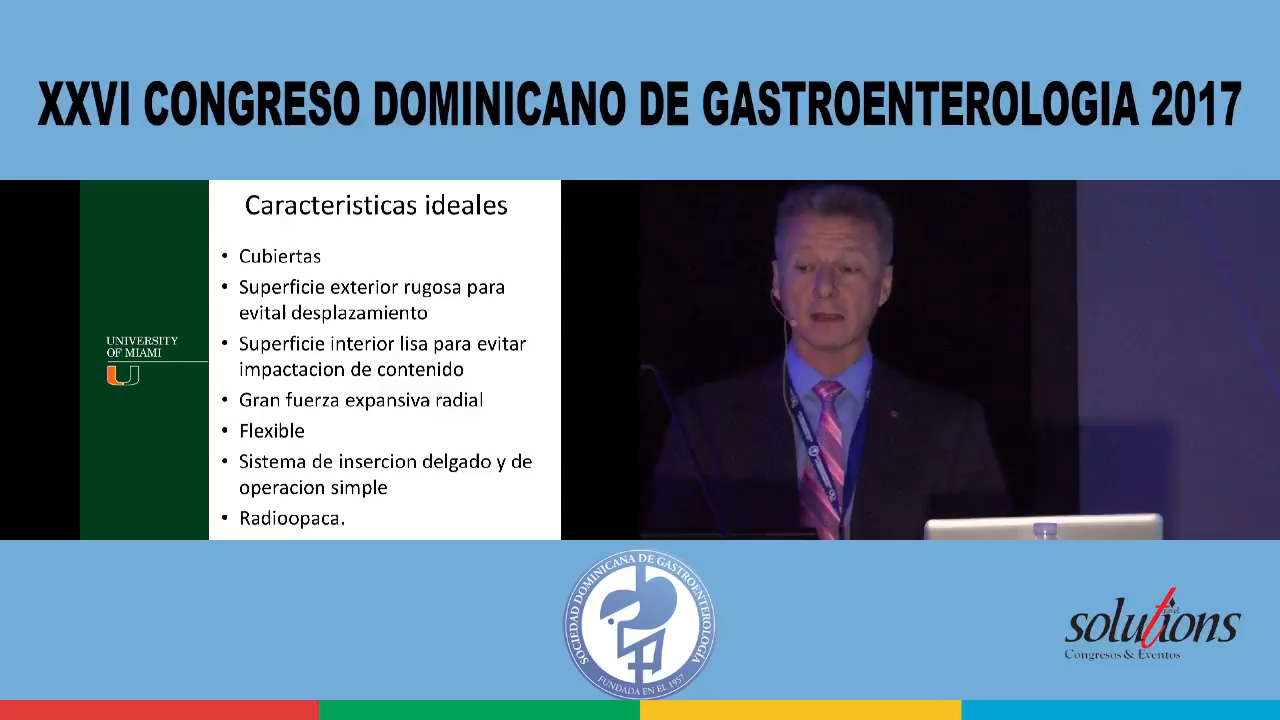 XXVI CONGRESO DOMINICANO DE GASTROENTEROLOGIA 2017
UNIVERSITY
OF MIAMI
Caracteristicas ideales
• Cubiertas
• Superficie exterior rugosa para
evital desplazamiento
• Superficie interior lisa para evitar
impactacion de contenido
• Gran fuerza expansiva radial
• Flexible
• Sistema de insercion delgado y de
operacion simple
• Radioopaca.
SOCIEDAD DOMINICANA DE GASTROENTEROLOGÍA
FUNDADA EN EL 1957
solutions
travel
Congresos & Eventos